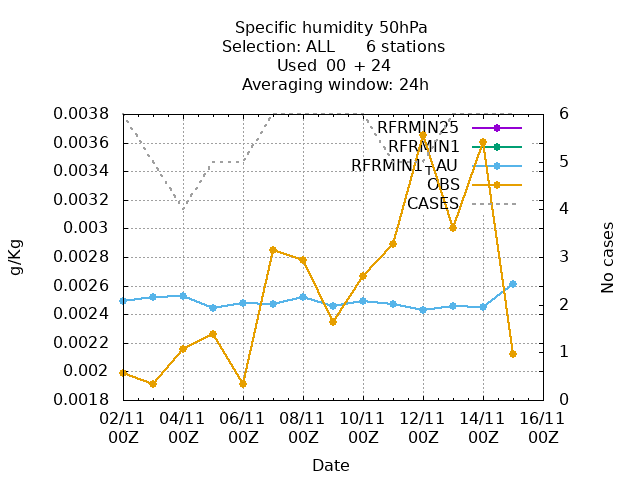 Specific humidity 50hPa
Selection: ALL 6 stations
Used 00 + 24
Averaging window: 24h
0.0038
0.0036
0.0034
0.0032
0.003
0.0028
0.0026
0.0024
0.0022
0.002
0.0018
g/Kg
RFRMIN25
RFRMIN1
RFRMIN1_TAU
OBS
CASES
6
5
4
3
2
1
0
No cases
02/11 04/11 06/11 08/11 10/11 12/11 14/11 16/11
00Z 00Z 00Z 00Z 00Z 00Z 00Z 00Z
Date